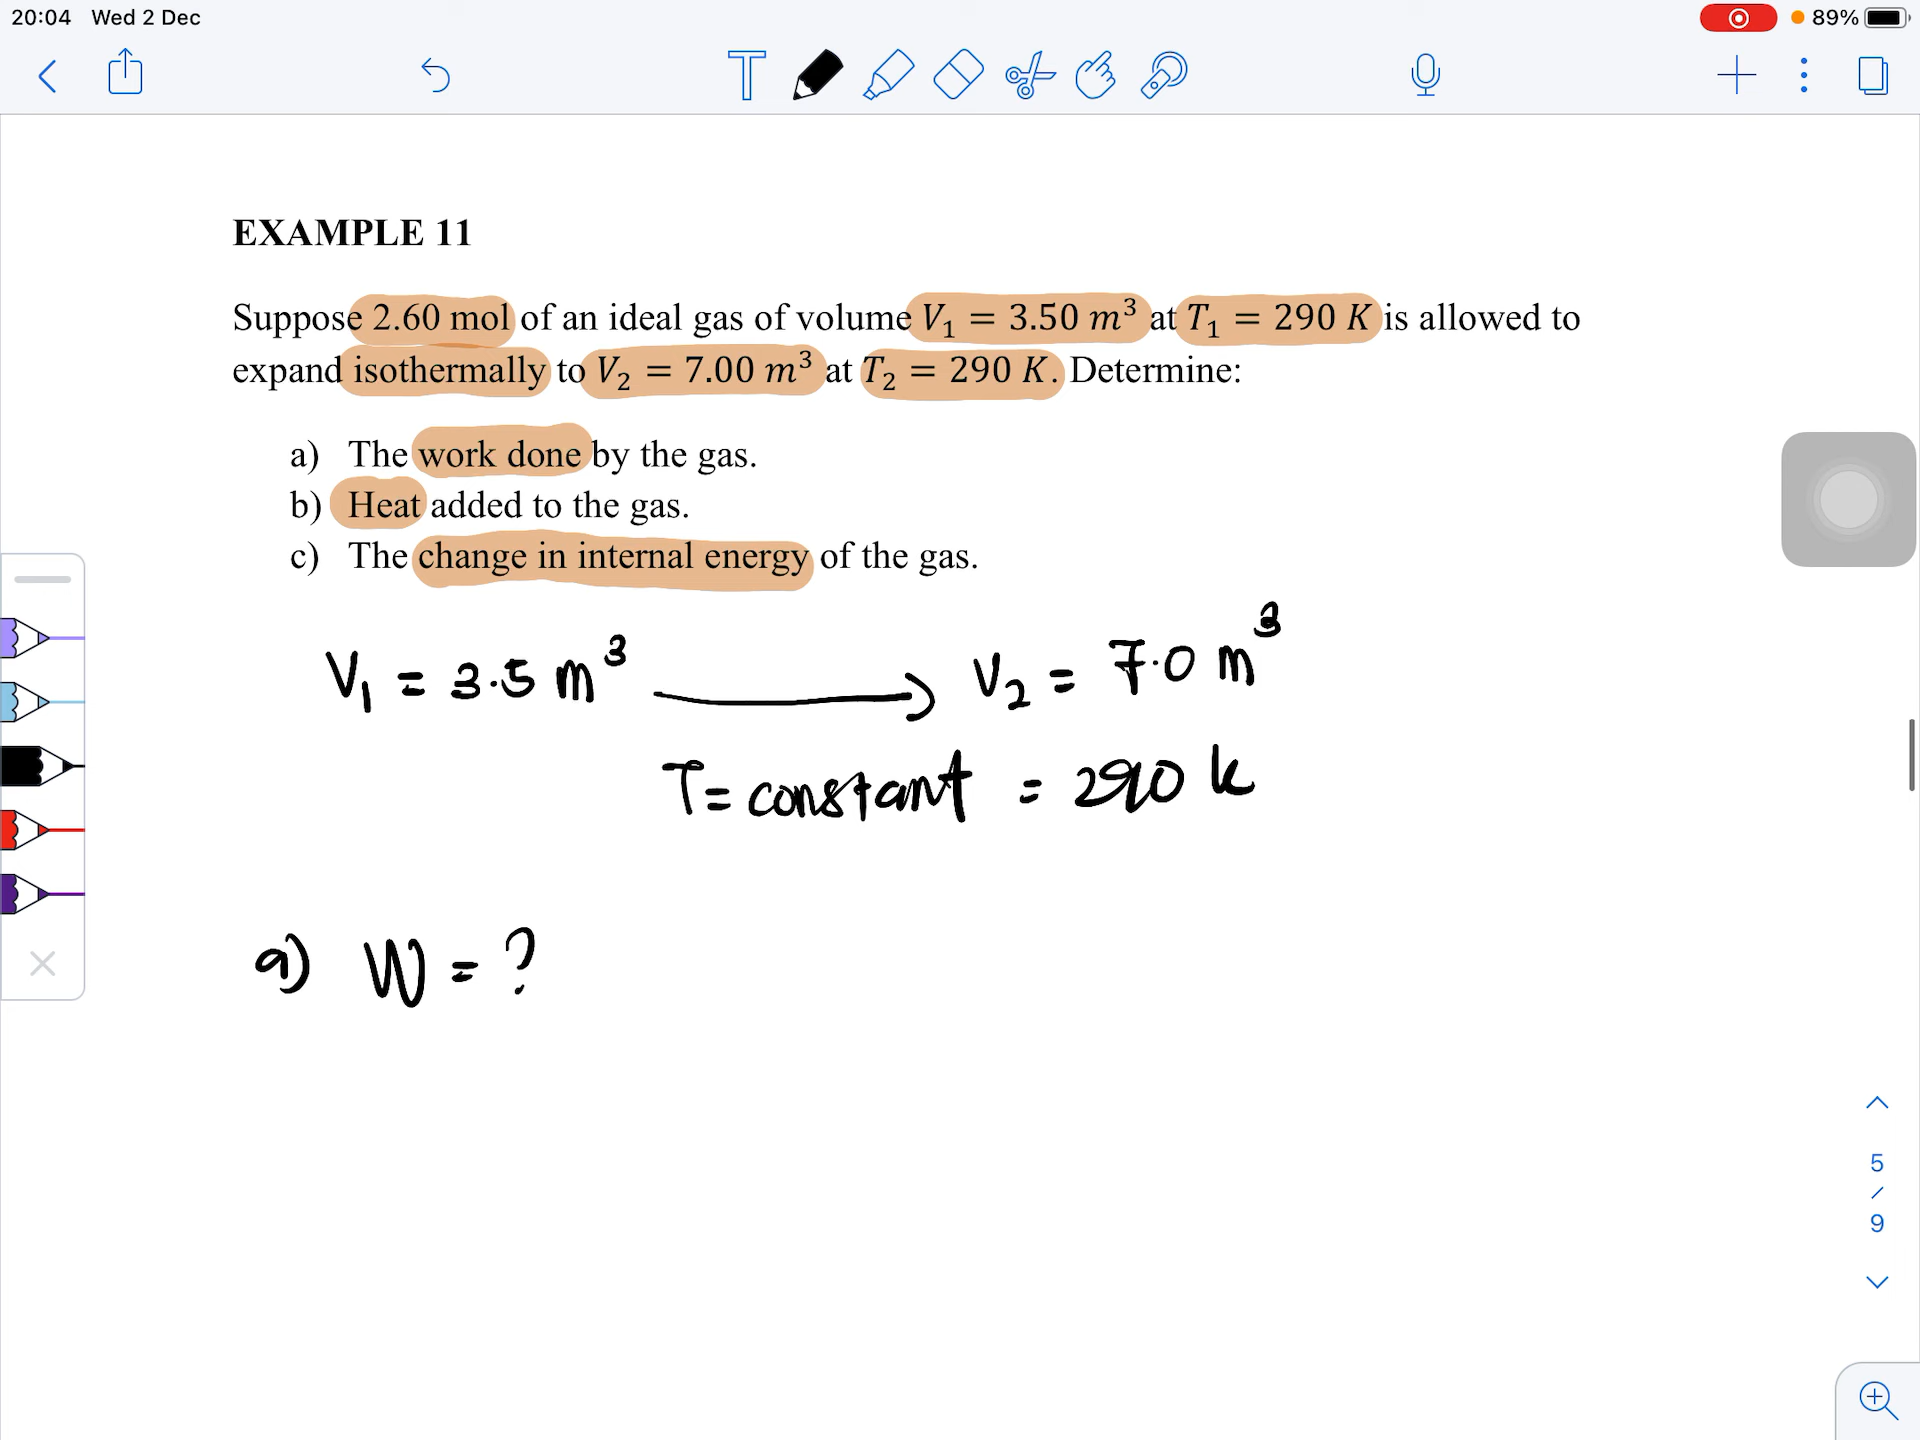 20:04 Wed 2 Dec 89%
T
EXAMPLE 11
Suppose 2.60 mol of an ideal gas of volume V₁ = 3.50 m³ at T₁ = 290 K is allowed to
expand isothermally to V₂ = 7.00 m³ at T₂ = 290 K. Determine:
a) The work done by the gas.
b) Heat added to the gas.
c) The change in internal energy of the gas.
V₁ = 3.5 m³ → V₂ = 7.0 m³
T = constant = 290 k
a) W = ?
5
/
9